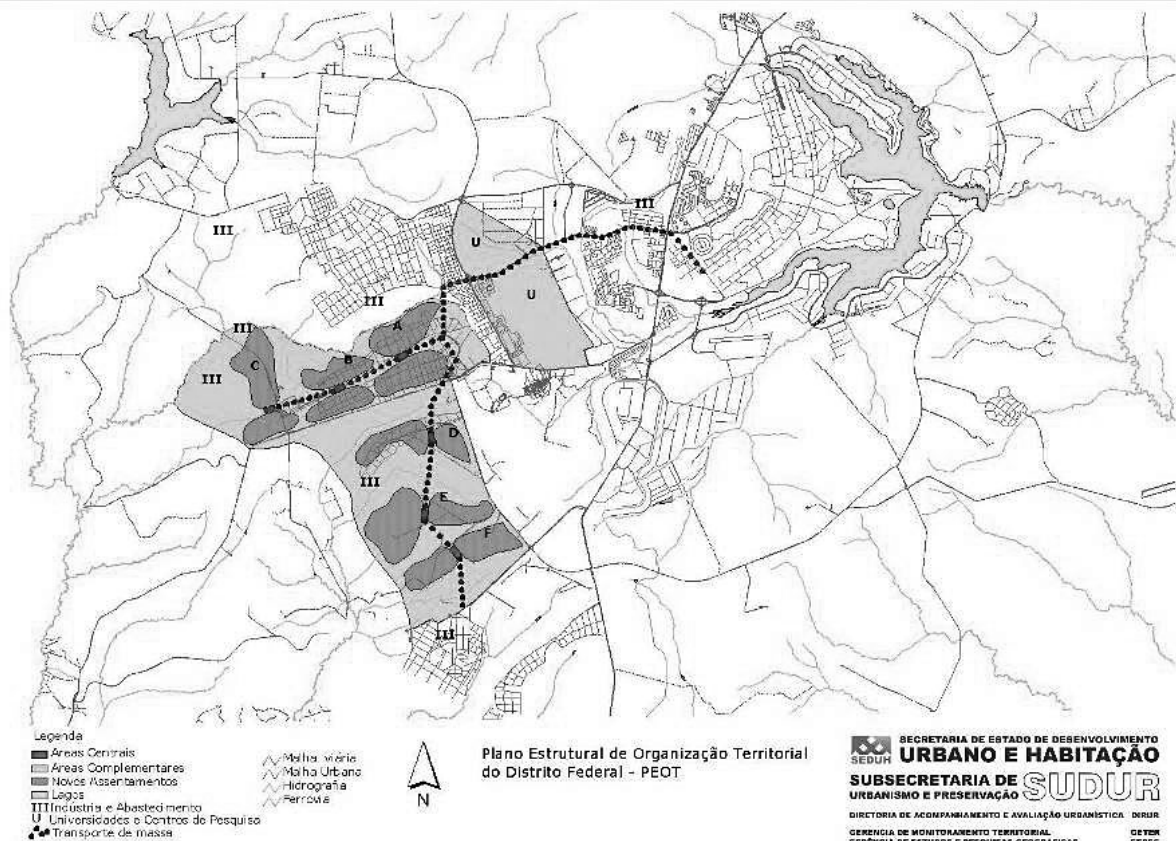 III
U
III
U
III
A
III
B
C
III
D
III
E
F
III
Legenda
Areas Centrais
Areas Complementares
Novos Assentamentos
Lagos
III Indústria e Abastecimento
U Universidades e Centros de Pesquisa
Transporte de massa
Malha viária
Malha Urbana
Hidrografia
Ferrovia
N
Plano Estrutural de Organização Territorial
do Distrito Federal - PEOT
SEDUH
SECRETARIA DE ESTADO DE DESENVOLVIMENTO
URBANO E HABITAÇÃO
SUBSECRETARIA DE
URBANISMO E PRESERVAÇÃO
SUDUR
DIRETORIA DE ACOMPANHAMENTO E AVALIAÇÃO URBANÍSTICA DIRUR
GERENCIA DE MONITORAMENTO TERRITORIAL GETER